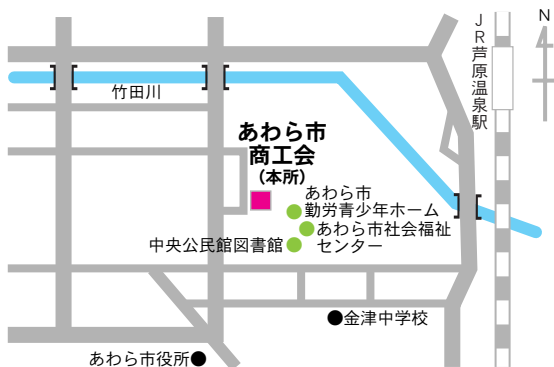 N
JR芦原温泉駅
竹田川
あわら市
商工会
(本所)
あわら市
勤労青少年ホーム
あわら市社会福祉
センター
中央公民館図書館
金津中学校
あわら市役所